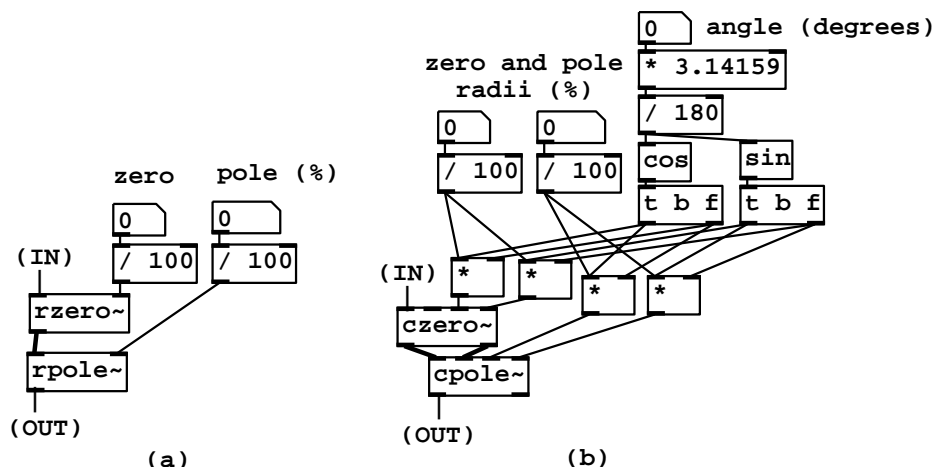 zero
pole (%)
0
0
/ 100
/ 100
(IN)
rzero~
rpole~
(OUT)
(a)
0
angle (degrees)
* 3.14159
/ 180
cos
sin
t b f
t b f
zero and pole
radii (%)
0
0
/ 100
/ 100
*
*
*
*
(IN)
czero~
cpole~
(OUT)
(b)